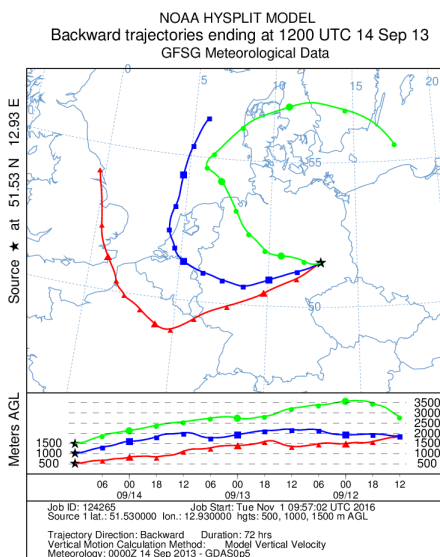 NOAA HYSPLIT MODEL
Backward trajectories ending at 1200 UTC 14 Sep 13
GFSG Meteorological Data
Source ★ at 51.53 N 12.93 E
0 5 10 15 20
55
50
Meters AGL
1500
1000
500
3500
3000
2500
2000
1500
1000
500
06 00 18 12 06 00 18 12 06 00 18 12
09/14 09/13 09/12
Job ID: 124265 Job Start: Tue Nov 1 09:57:02 UTC 2016
Source 1 lat.: 51.530000 lon.: 12.930000 hgts: 500, 1000, 1500 m AGL
Trajectory Direction: Backward Duration: 72 hrs
Vertical Motion Calculation Method: Model Vertical Velocity
Meteorology: 0000Z 14 Sep 2013 - GDAS0p5